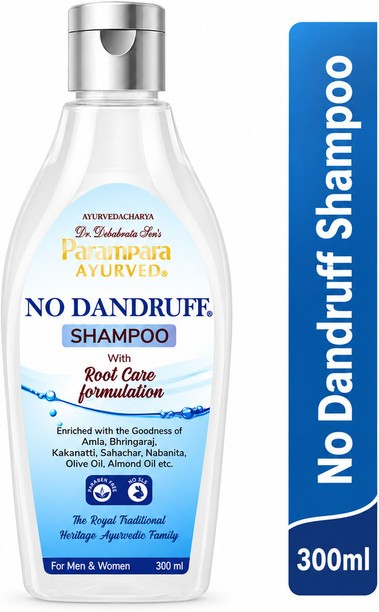 AYURVEDACHARYA
Dr. Debabrata Sen's
Parampara
AYURVED®
NO DANDRUFF®
SHAMPOO
With
Root Care
formulation
Enriched with the Goodness of
Amla, Bhringaraj,
Kakanatti, Sahachar, Nabanita,
Olive Oil, Almond Oil etc.
PARABEN FREE
NO SLS
The Royal Traditional
Heritage Ayurvedic Family
For Men & Women 300 ml
No Dandruff Shampoo
300ml